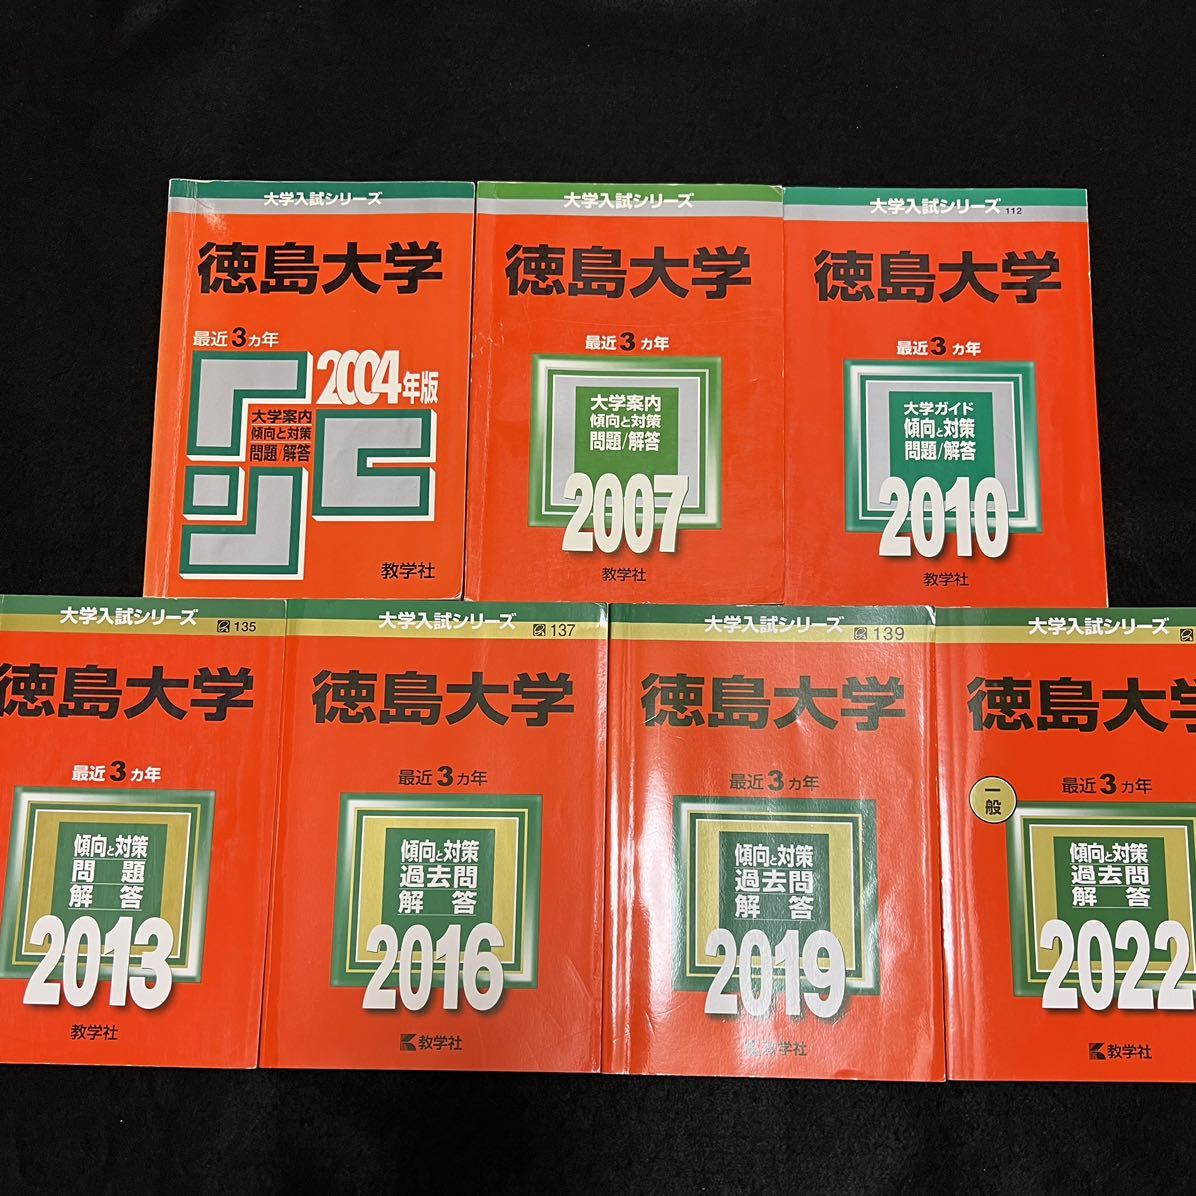 大学入試シリーズ
徳島大学
最近3ヵ年
2004年版
大学案内
傾向と対策
問題/解答
教学社
大学入試シリーズ
徳島大学
最近3ヵ年
大学案内
傾向と対策
問題/解答
2007
教学社
大学入試シリーズ 112
徳島大学
最近3ヵ年
大学ガイド
傾向と対策
問題/解答
2010
教学社
大学入試シリーズ 135
徳島大学
最近3ヵ年
傾向と対策
問題
解答
2013
教学社
大学入試シリーズ 137
徳島大学
最近3ヵ年
傾向と対策
過去問
解答
2016
教学社
大学入試シリーズ 139
徳島大学
最近3ヵ年
傾向と対策
過去問
解答
2019
教学社
大学入試シリーズ
徳島大学
一般
最近3ヵ年
傾向と対策
過去問
解答
2022
教学社